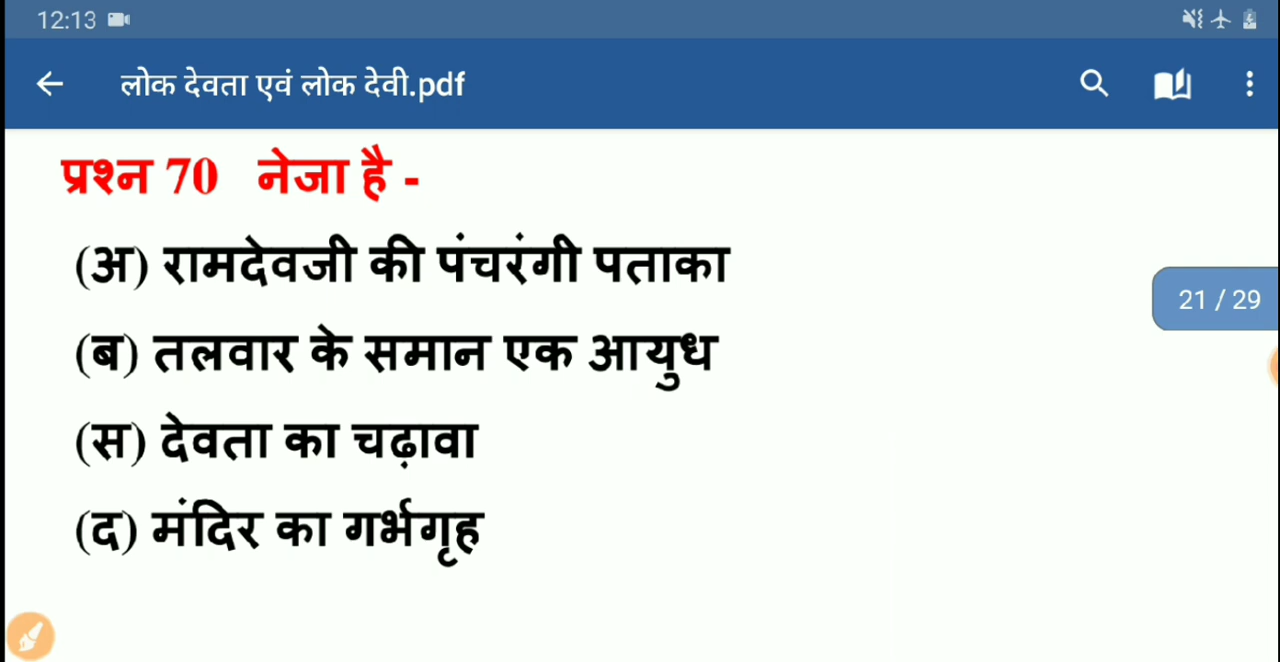 12:13
लोक देवता एवं लोक देवी.pdf
प्रश्न 70 नेजा है -
(अ) रामदेवजी की पंचरंगी पताका
21 / 29
(ब) तलवार के समान एक आयुध
(स) देवता का चढ़ावा
(द) मंदिर का गर्भगृह